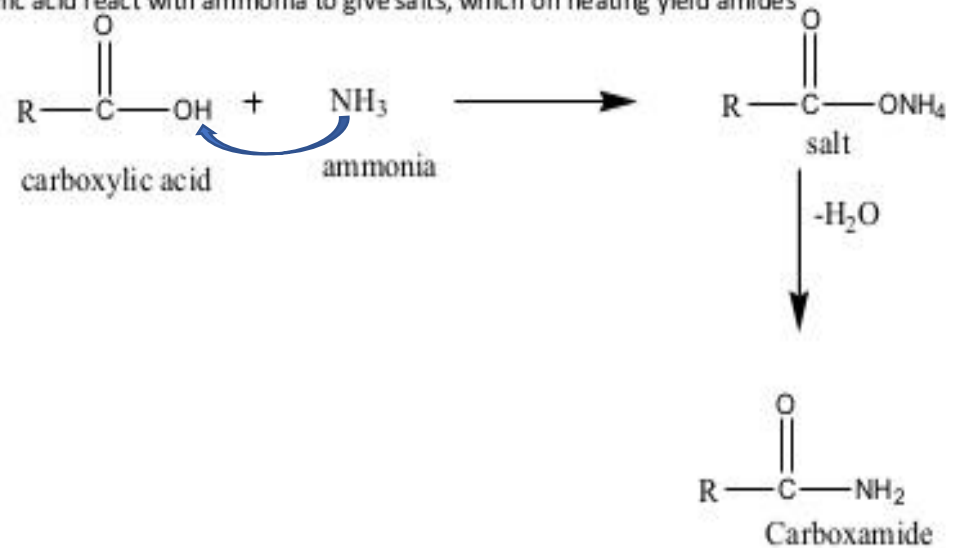 acid react with ammonia to give salts, which on heating yield amides
O
R C OH + NH3
carboxylic acid
ammonia
O
R C ONH4
salt
-H2O
O
R C NH2
Carboxamide